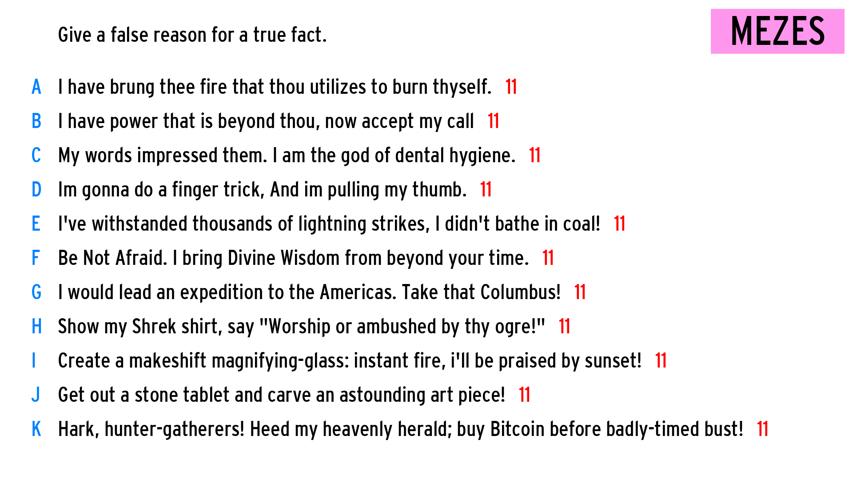 Give a false reason for a true fact.
MEZES
A I have brung thee fire that thou utilizes to burn thyself. 11
B I have power that is beyond thou, now accept my call 11
C My words impressed them. I am the god of dental hygiene. 11
D Im gonna do a finger trick, And im pulling my thumb. 11
E I've withstanded thousands of lightning strikes, I didn't bathe in coal! 11
F Be Not Afraid. I bring Divine Wisdom from beyond your time. 11
G I would lead an expedition to the Americas. Take that Columbus! 11
H Show my Shrek shirt, say "Worship or ambushed by thy ogre!" 11
I Create a makeshift magnifying-glass: instant fire, i'll be praised by sunset! 11
J Get out a stone tablet and carve an astounding art piece! 11
K Hark, hunter-gatherers! Heed my heavenly herald; buy Bitcoin before badly-timed bust! 11